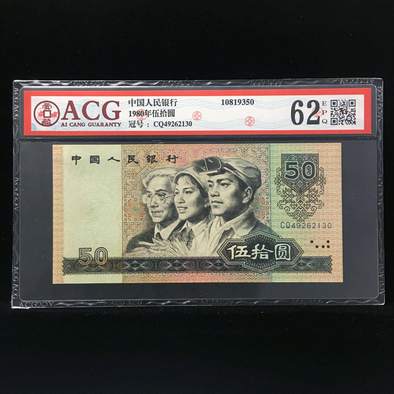 ACG
AI CANG GUARANTY
中国人民银行 10819350
1980年伍拾圆
冠号：CQ49262130
62
EPQ
中国人民银行
50
CQ49262130
50
伍拾圆